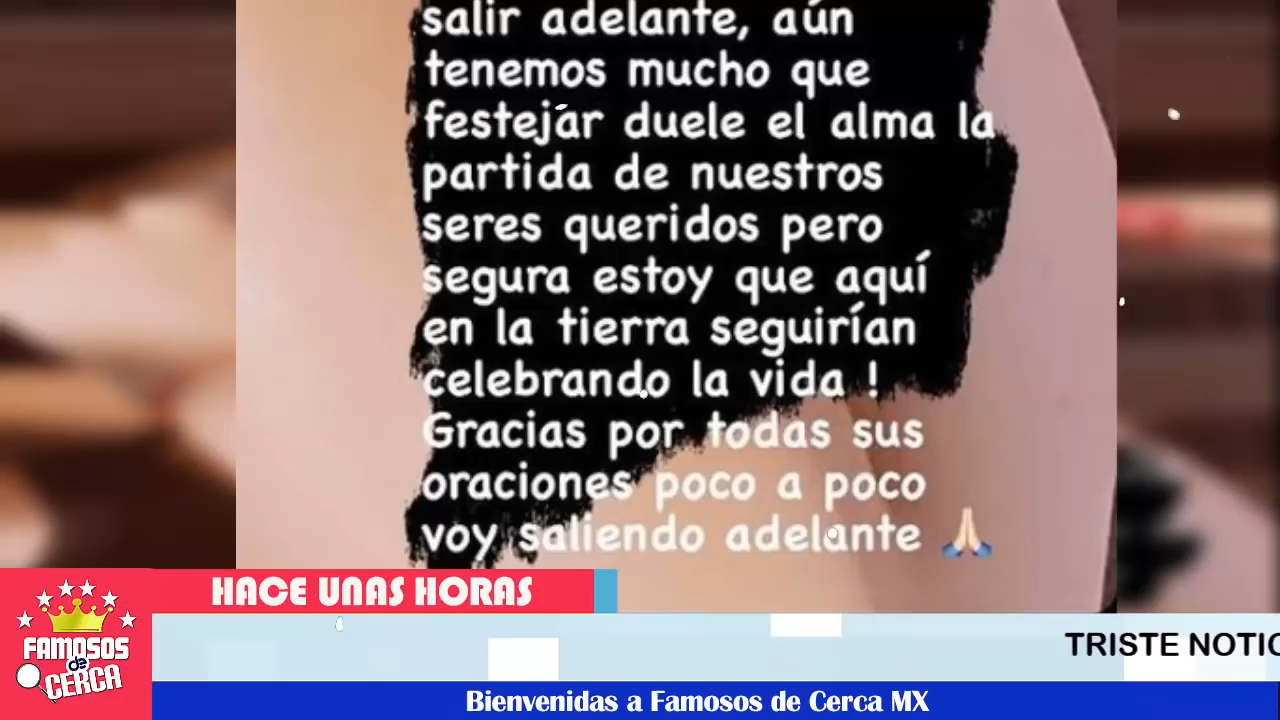 salir adelante, aún
tenemos mucho que
festejar duele el alma la
partida de nuestros
seres queridos pero
segura estoy que aquí
en la tierra seguirían
celebrando la vida !
Gracias por todas sus
oraciones poco a poco
voy saliendo adelante 🙏🏻
HACE UNAS HORAS
TRISTE NOTIC
FAMOSOS
de
CERCA
Bienvenidas a Famosos de Cerca MX